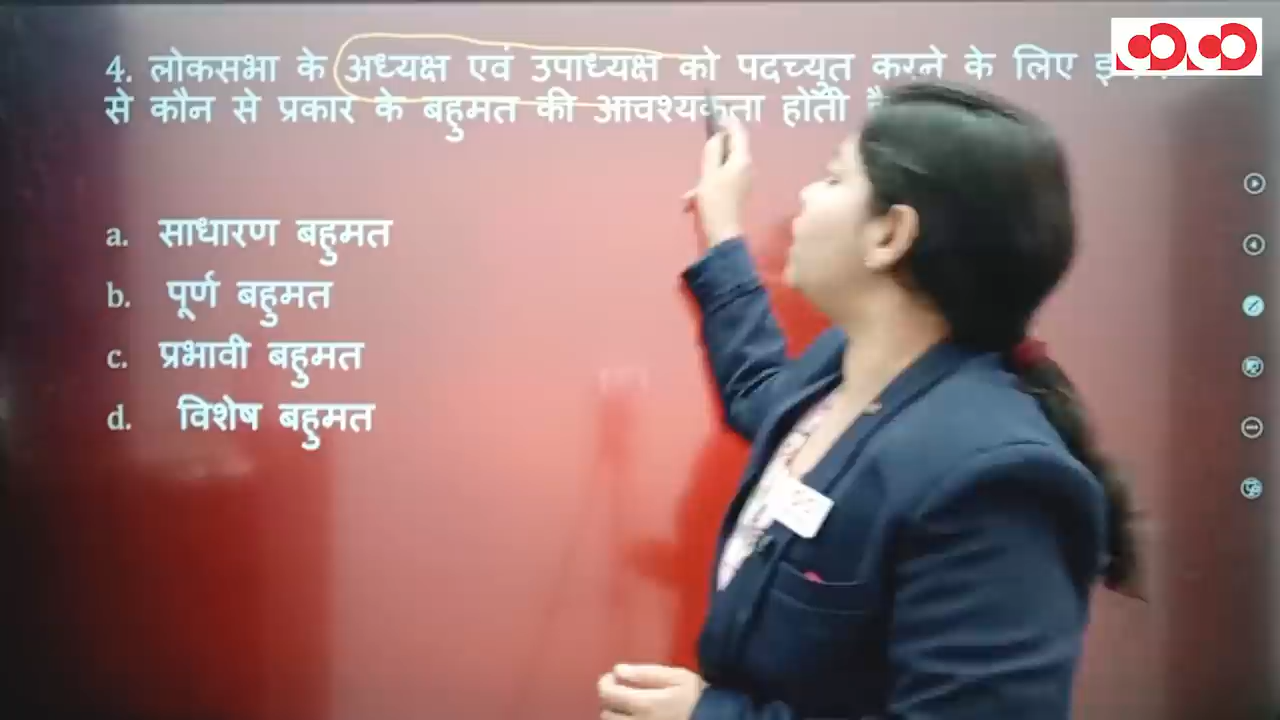 4. लोकसभा के अध्यक्ष एवं उपाध्यक्ष को पदच्यूत करने के लिए
से कौन से प्रकार के बहुमत की आवश्यकता होती
a. साधारण बहुमत
b. पूर्ण बहुमत
c. प्रभावी बहुमत
d. विशेष बहुमत